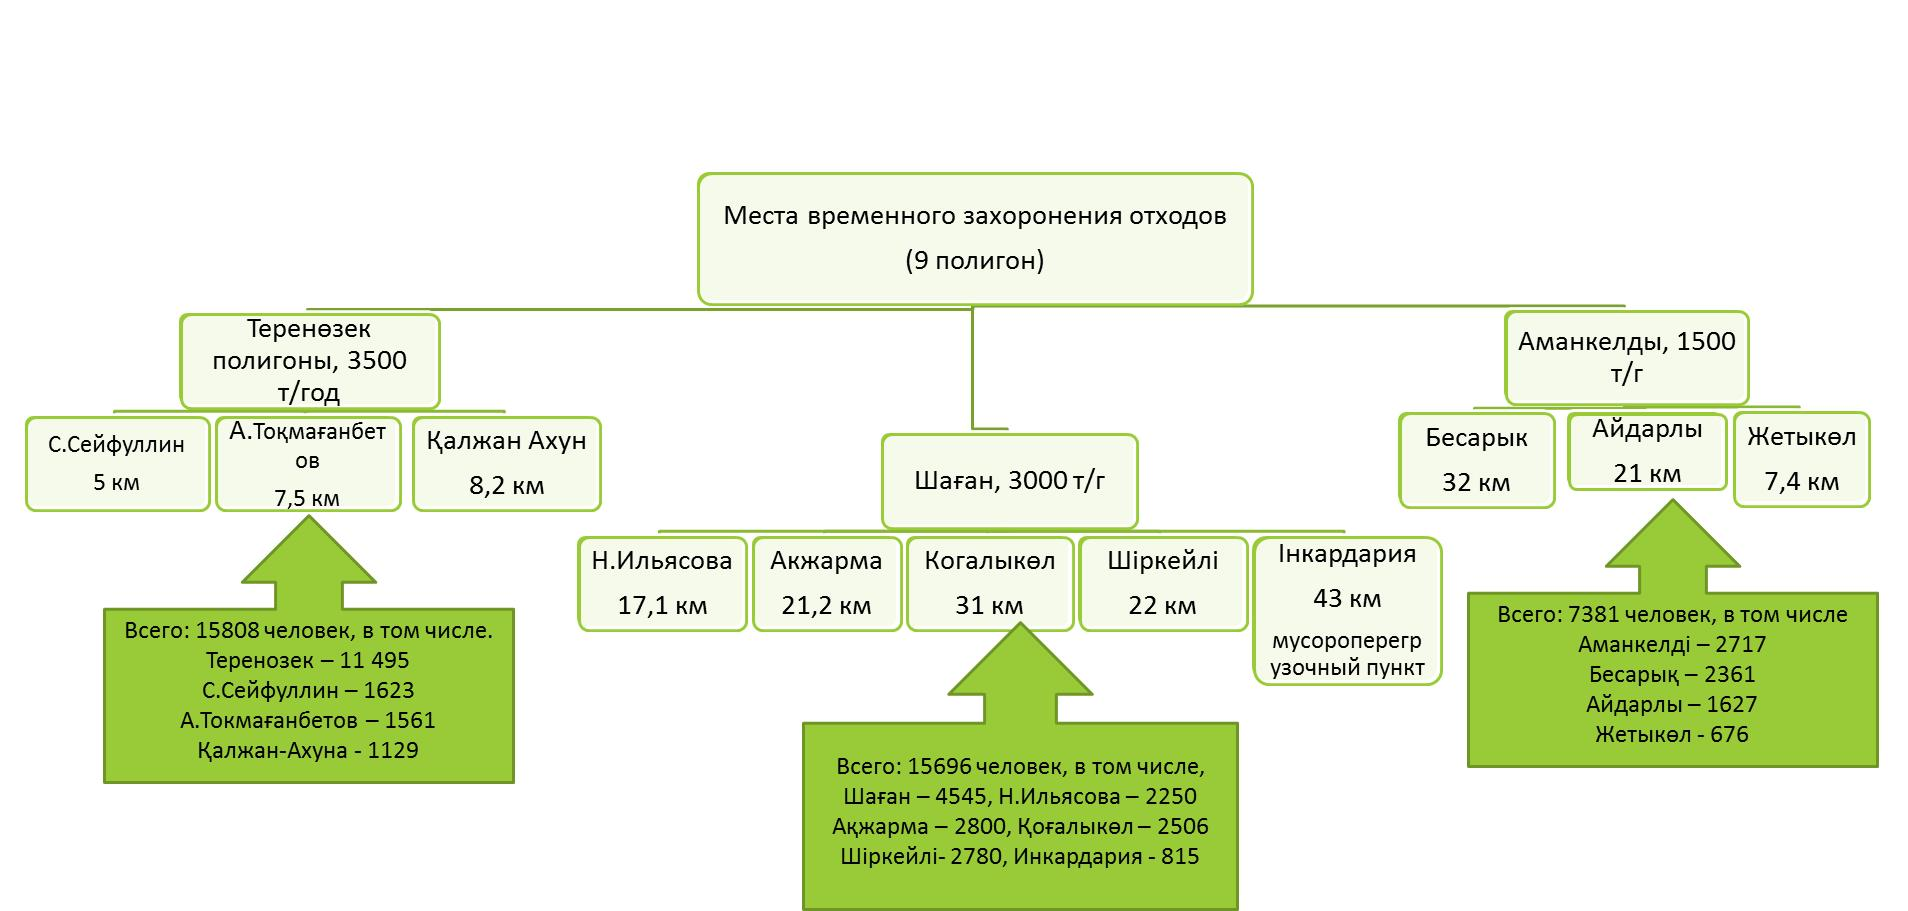 Места временного захоронения отходов
(9 полигон)
Теренөзек
полигоны, 3500
т/год
С.Сейфуллин
5 км
А.Тоқмағанбет
ов
7,5 км
Қалжан Ахун
8,2 км
Всего: 15808 человек, в том числе.
Теренозек – 11 495
С.Сейфуллин – 1623
А.Токмағанбетов – 1561
Қалжан-Ахуна - 1129
Шаған, 3000 т/г
Н.Ильясова
17,1 км
Акжарма
21,2 км
Когалыкөл
31 км
Шіркейлі
22 км
Інкардария
43 км
мусороперегр
узочный пункт
Всего: 15696 человек, в том числе,
Шаған – 4545, Н.Ильясова – 2250
Ақжарма – 2800, Қоғалыкөл – 2506
Шіркейлі- 2780, Инкардария - 815
Аманкелды, 1500
т/г
Бесарык
32 км
Айдарлы
21 км
Жетыкөл
7,4 км
Всего: 7381 человек, в том числе
Аманкелді – 2717
Бесарық – 2361
Айдарлы – 1627
Жетыкөл - 676